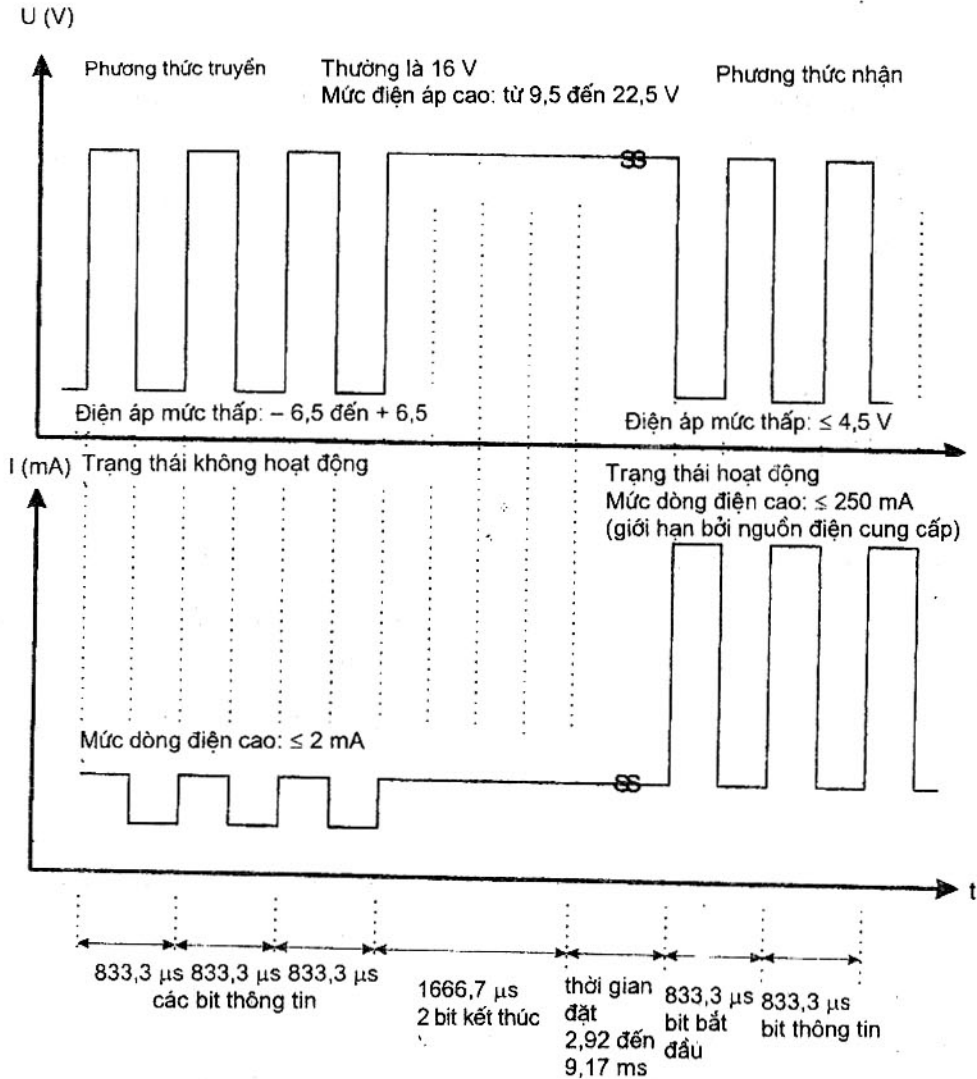 U (V)
Phương thức truyển
Thường là 16 V
Mức điện áp cao: từ 9,5 đến 22,5 V
Phương thức nhận
Điện áp mức thấp: – 6,5 đến + 6,5
Điện áp mức thấp: ≤ 4,5 V
I (mA)
Trạng thái không hoạt động
Trạng thái hoạt động
Mức dòng điện cao: ≤ 250 mA
(giới hạn bởi nguồn điện cung cấp)
Mức dòng điện cao: ≤ 2 mA
t
833,3 μs 833,3 μs 833,3 μs
các bit thông tin
1666,7 μs
2 bit kết thúc
thời gian
đặt
2,92 đến
9,17 ms
833,3 μs
bit bắt
đầu
833,3 μs
bit thông tin